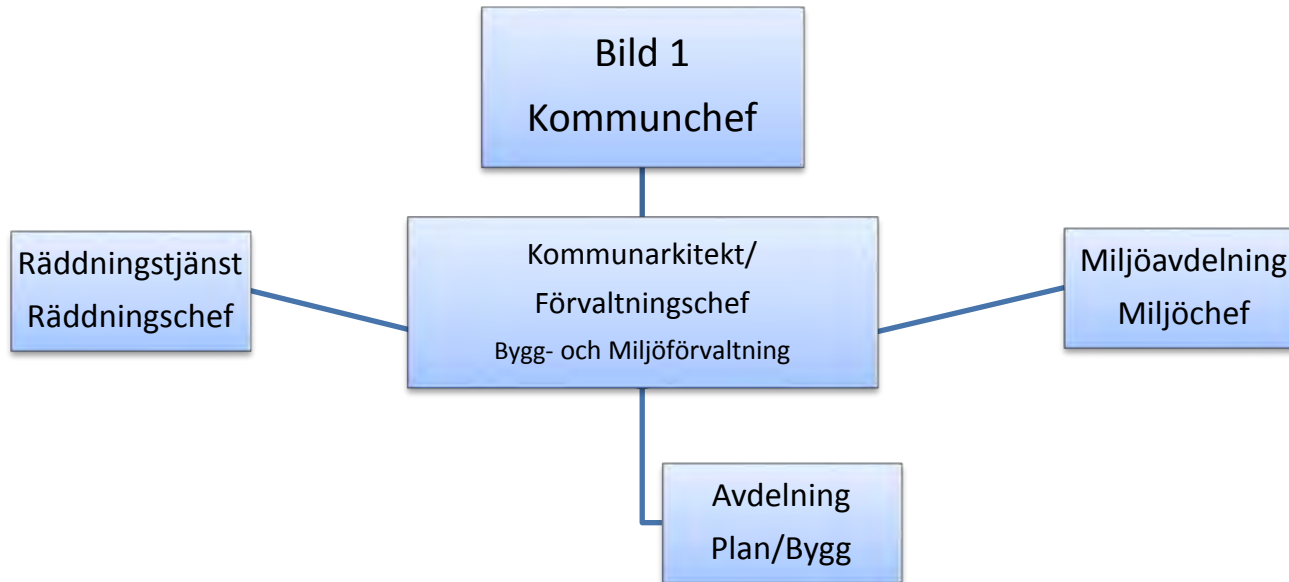 Bild 1
Kommunchef
Kommunarkitekt/
Förvaltningschef
Bygg- och Miljöförvaltning
Räddningstjänst
Räddningschef
Miljöavdelning
Miljöchef
Avdelning
Plan/Bygg